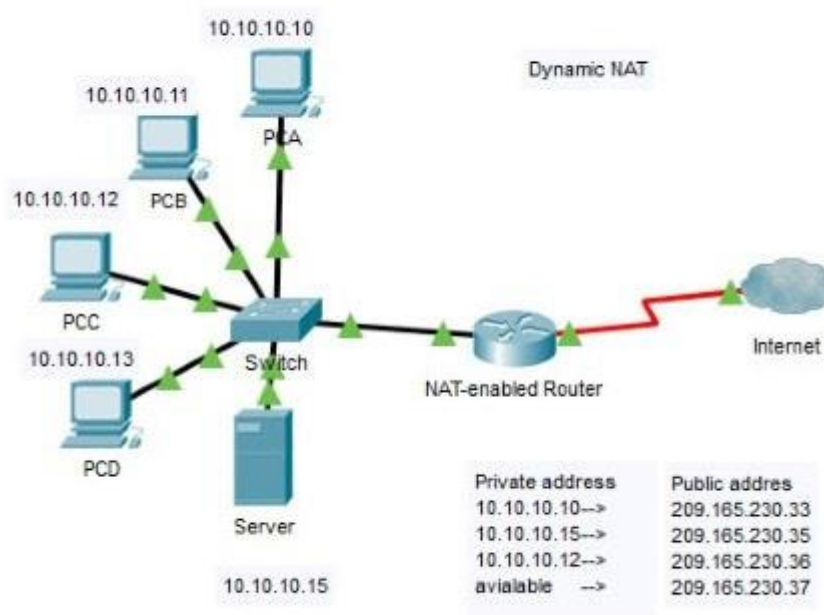 10.10.10.10
Dynamic NAT
10.10.10.11
PCA
PCB
10.10.10.12
PCC
10.10.10.13
Switch
Internet
NAT-enabled Router
PCD
Server
10.10.10.15
Private address Public addres
10.10.10.10--> 209.165.230.33
10.10.10.15--> 209.165.230.35
10.10.10.12--> 209.165.230.36
avialable --> 209.165.230.37